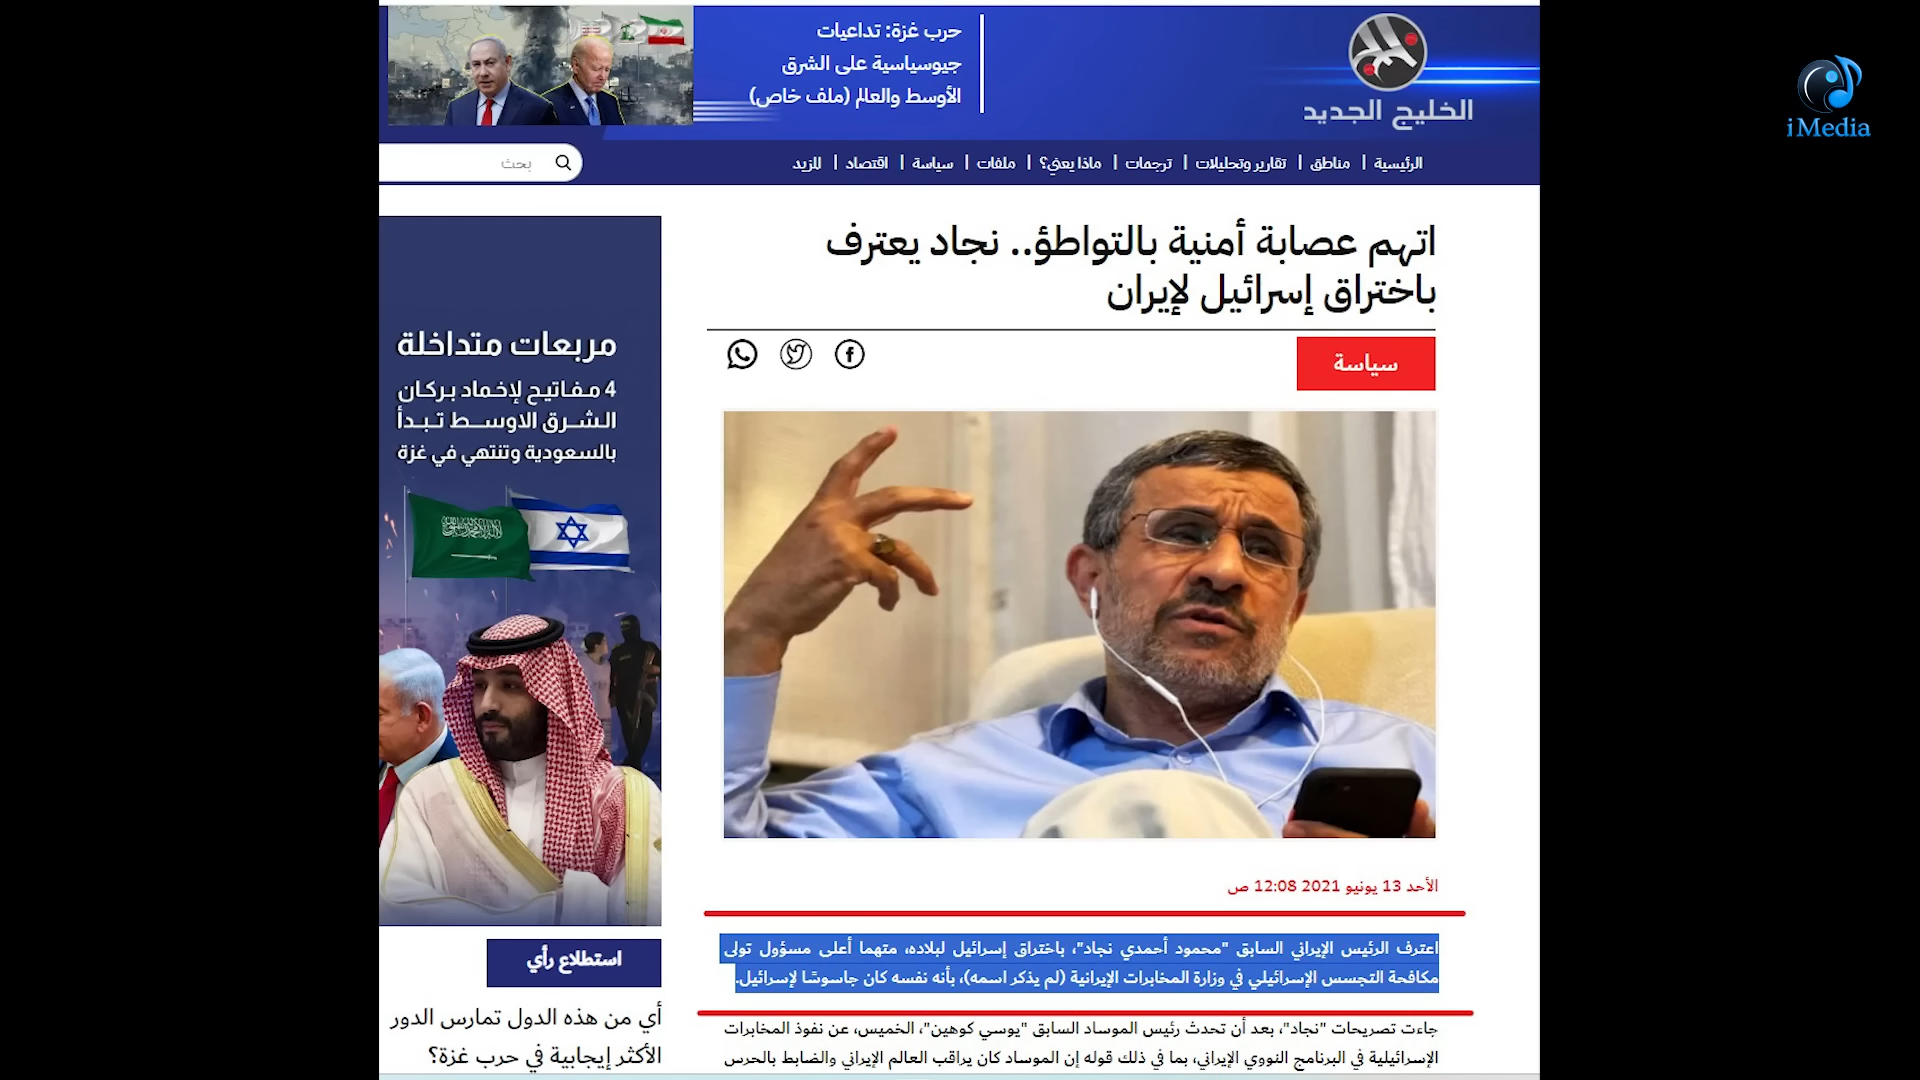 حرب غزة: تداعيات
جيوسياسية على الشرق
الأوسط والعالم (ملف خاص)
الخليج الجديد
iMedia
الرئيسية | مناطق | تقارير وتحليلات | ترجمات | ماذا يعني؟ | ملفات | سياسة | اقتصاد | المزيد
بحث
اتهم عصابة أمنية بالتواطؤ.. نجاد يعترف
باختراق إسرائيل لإيران
سياسة
مربعات متداخلة
4 مفاتيح لإخماد بركان
الشرق الاوسط تبدأ
بالسعودية وتنتهي في غزة
الأحد 13 يونيو 2021 12:08 ص
اعترف الرئيس الإيراني السابق "محمود أحمدي نجاد"، باختراق إسرائيل لبلاده، متهما أعلى مسؤول تولى
مكافحة التجسس الإسرائيلي في وزارة المخابرات الإيرانية (لم يذكر اسمه)، بأنه نفسه كان جاسوسًا لإسرائيل.
جاءت تصريحات "نجاد"، بعد أن تحدث رئيس الموساد السابق "يوسي كوهين"، الخميس، عن نفوذ المخابرات
الإسرائيلية في البرنامج النووي الإيراني، بما في ذلك قوله إن الموساد كان يراقب العالم الإيراني والضابط بالحرس
استطلاع رأي
أي من هذه الدول تمارس الدور
الأكثر إيجابية في حرب غزة؟